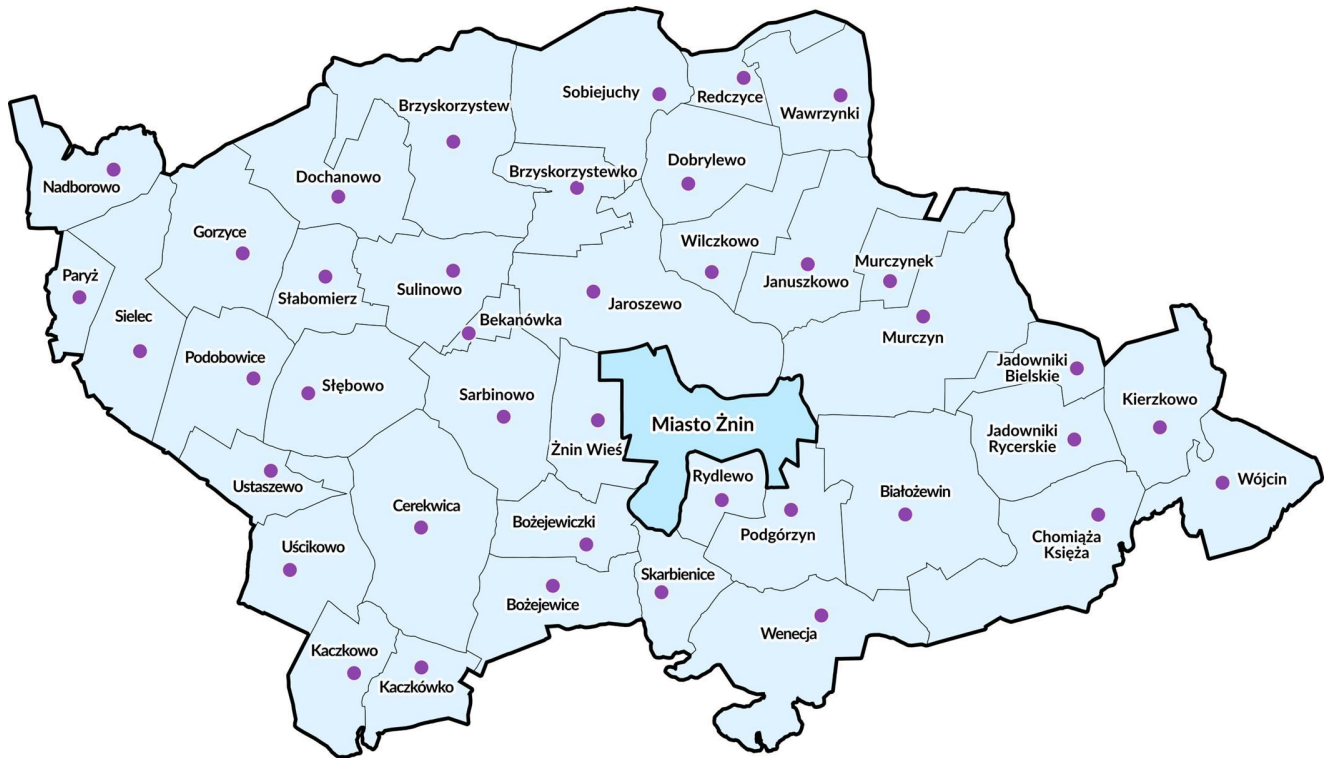 Sobiejuchy
Redczyce
Wawrzynki
Brzyskorzystew
Dobrylewo
Brzyskorzystewko
Dochanowo
Nadborowo
Gorzyce
Wilczkowo
Murczynek
Januszkowo
Paryż
Słabomierz
Sulinowo
Jaroszewo
Sielec
Bekanówka
Murczyn
Podobowice
Słębowo
Jadowniki
Bielskie
Sarbinowo
Kierzkowo
Miasto Żnin
Jadowniki
Rycerskie
Żnin Wieś
Rydlewo
Wójcin
Ustaszewo
Białożewin
Cerekwica
Bożejewiczki
Podgórzyn
Chomiąża
Księża
Uścikowo
Skarbienice
Bożejewice
Wenecja
Kaczkowo
Kaczkówko